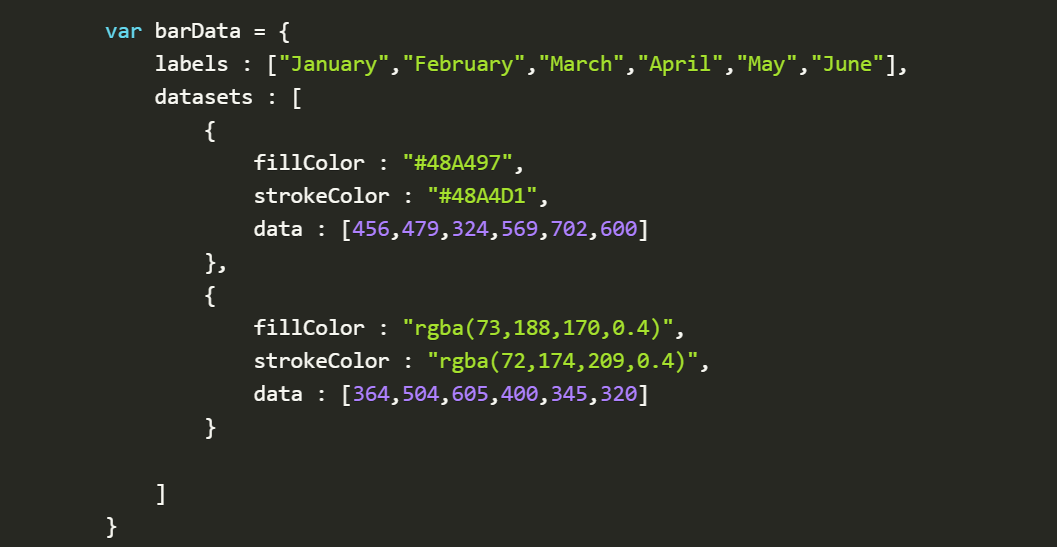 var barData = {
    labels : ["January","February","March","April","May","June"],
    datasets : [
        {
            fillColor : "#48A497",
            strokeColor : "#48A4D1",
            data : [456,479,324,569,702,600]
        },
        {
            fillColor : "rgba(73,188,170,0.4)",
            strokeColor : "rgba(72,174,209,0.4)",
            data : [364,504,605,400,345,320]
        }

    ]
}